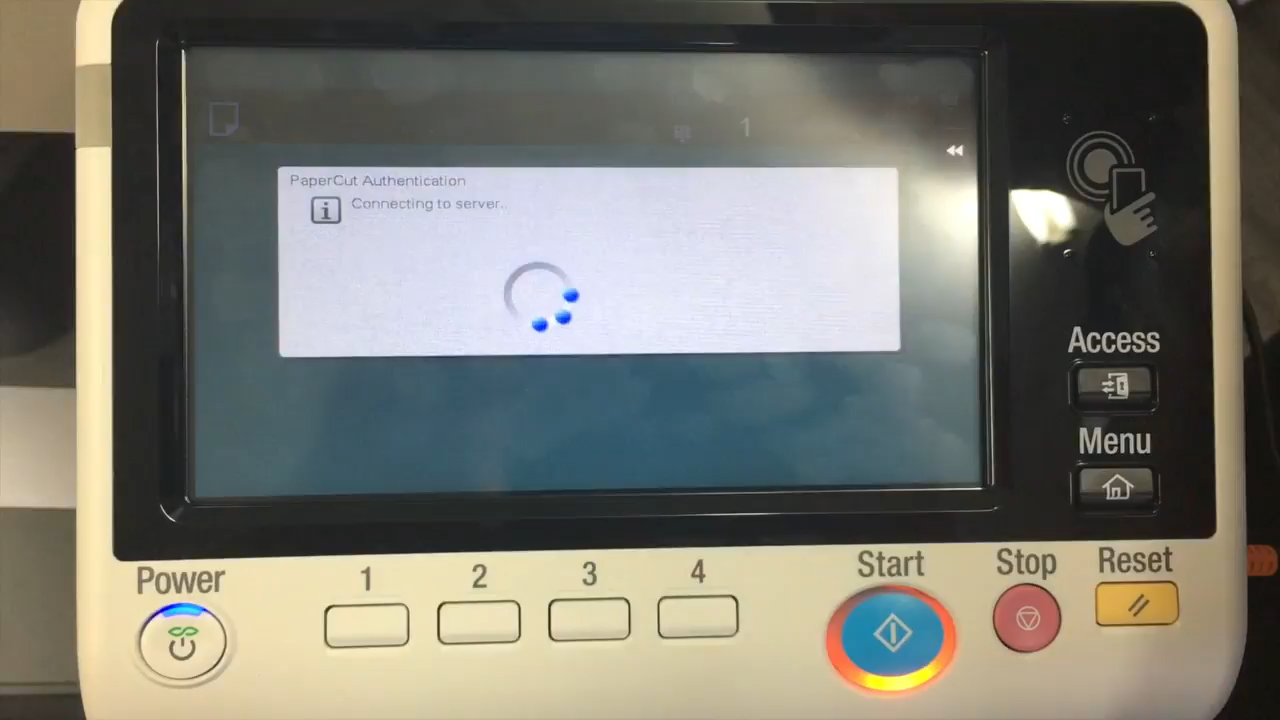 1
PaperCut Authentication
i
Connecting to server..
Access
Menu
Power
1
2
3
4
Start
Stop
Reset